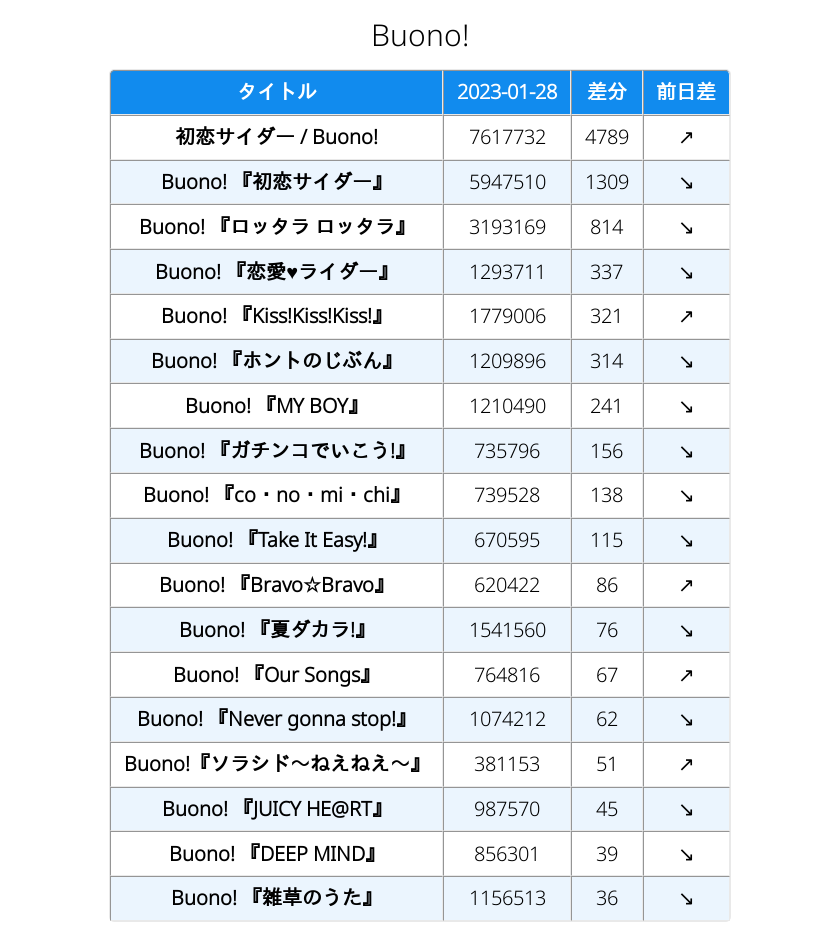 Buono!
タイトル 2023-01-28 差分 前日差
初恋サイダー / Buono! 7617732 4789 ↗
Buono! 『初恋サイダー』 5947510 1309 ↘
Buono! 『ロッタラ ロッタラ』 3193169 814 ↘
Buono! 『恋愛♥ライダー』 1293711 337 ↘
Buono! 『Kiss!Kiss!Kiss!』 1779006 321 ↗
Buono! 『ホントのじぶん』 1209896 314 ↘
Buono! 『MY BOY』 1210490 241 ↘
Buono! 『ガチンコでいこう!』 735796 156 ↘
Buono! 『co・no・mi・chi』 739528 138 ↘
Buono! 『Take It Easy!』 670595 115 ↘
Buono! 『Bravo☆Bravo』 620422 86 ↗
Buono! 『夏ダカラ!』 1541560 76 ↘
Buono! 『Our Songs』 764816 67 ↗
Buono! 『Never gonna stop!』 1074212 62 ↘
Buono!『ソラシド〜ねえねえ〜』 381153 51 ↗
Buono! 『JUICY HE@RT』 987570 45 ↘
Buono! 『DEEP MIND』 856301 39 ↘
Buono! 『雑草のうた』 1156513 36 ↘